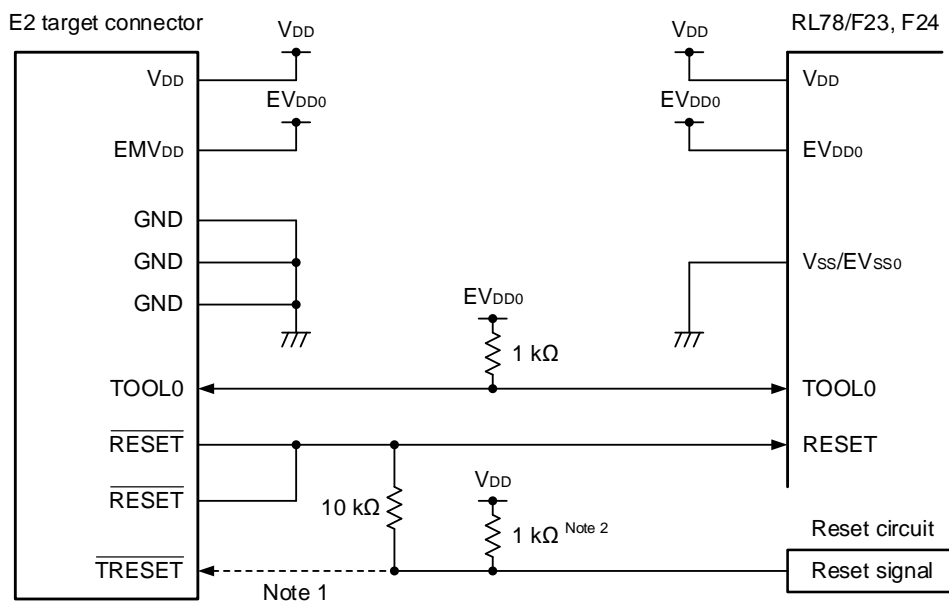 E2 target connector
RL78/F23, F24
VDD
VDD
VDD
VDD
EVDD0
EVDD0
EMVDD
EVDD0
GND
GND
VSS/EVSS0
GND
EVDD0
1 kΩ
TOOL0
TOOL0
RESET
RESET
VDD
RESET
10 kΩ
1 kΩ Note 2
Reset circuit
TRESET
Reset signal
Note 1